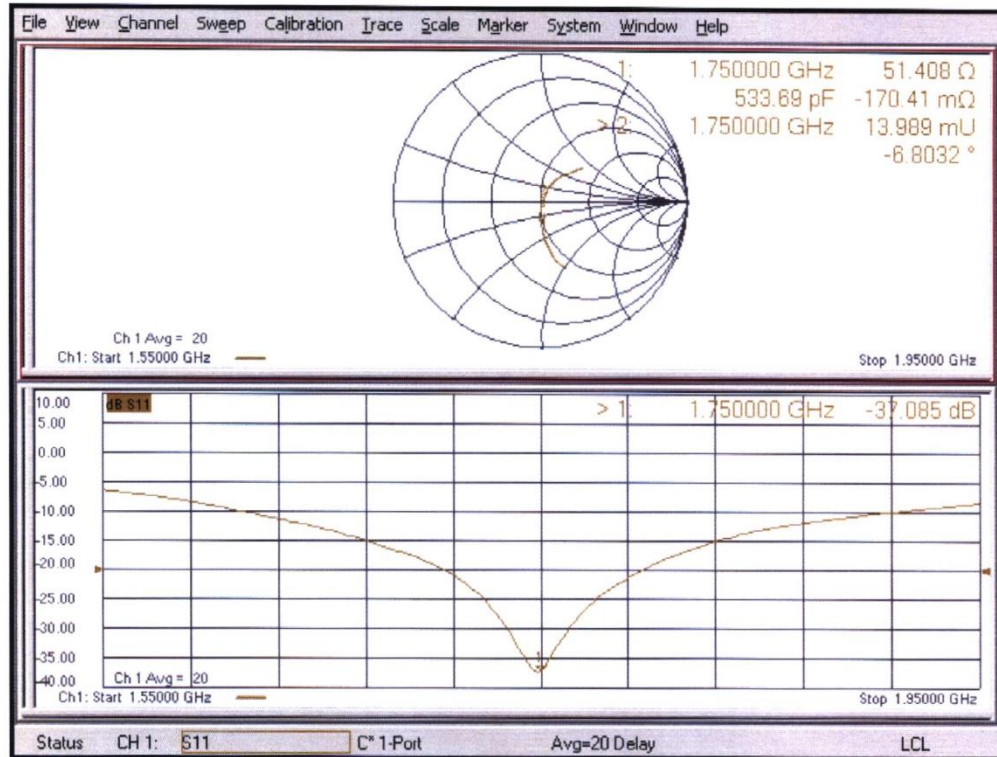 File View Channel Sweep Calibration Trace Scale Marker System Window Help
1: 1.750000 GHz 51.408 Ω
533.69 pF -170.41 mΩ
> 2: 1.750000 GHz 13.989 mU
-6.8032 °
Ch 1 Avg = 20
Ch1: Start 1.55000 GHz
Stop 1.95000 GHz
10.00
dB S11
> 1: 1.750000 GHz -37.085 dB
5.00
0.00
-5.00
-10.00
-15.00
-20.00
-25.00
-30.00
-35.00
1
-40.00
Ch 1 Avg = 20
Ch1: Start 1.55000 GHz
Stop 1.95000 GHz
Status CH 1: S11 C* 1-Port Avg=20 Delay LCL